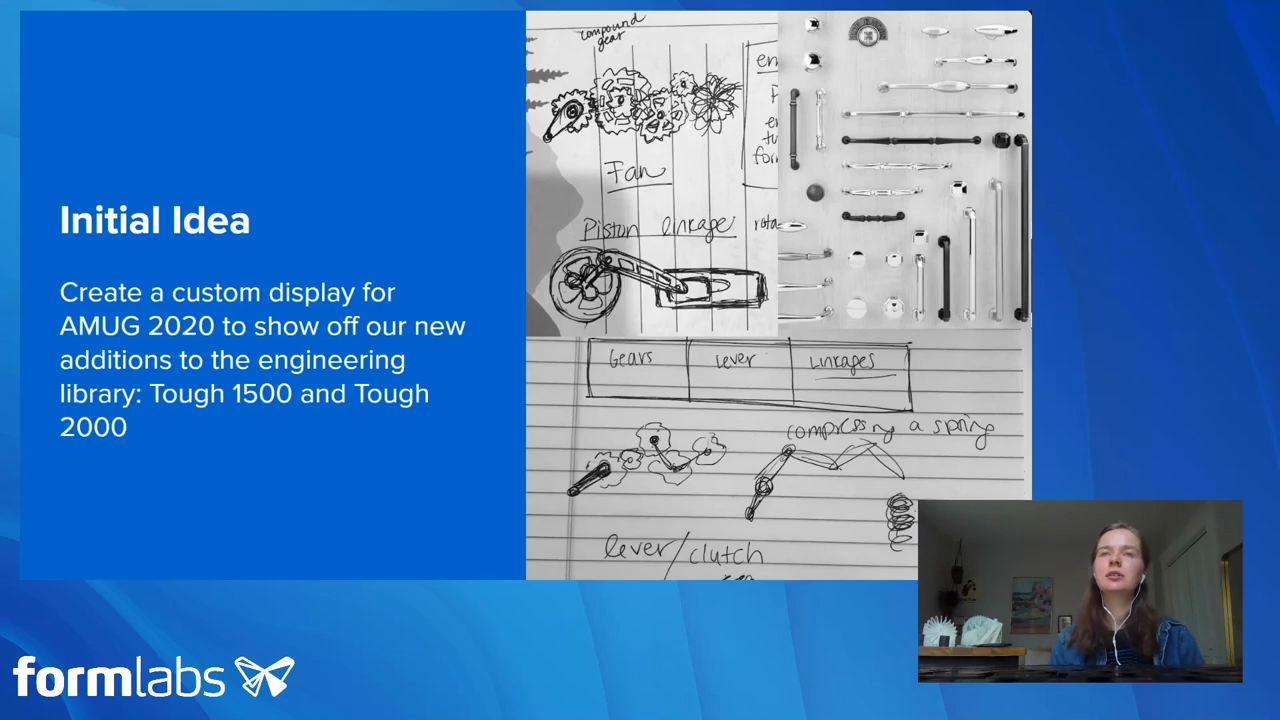 Initial Idea
Create a custom display for
AMUG 2020 to show off our new
additions to the engineering
library: Tough 1500 and Tough
2000
compound
gear
Fan
Piston linkage
rota
Gears
Lever
Linkages
compressing a spring
lever/clutch
formlabs